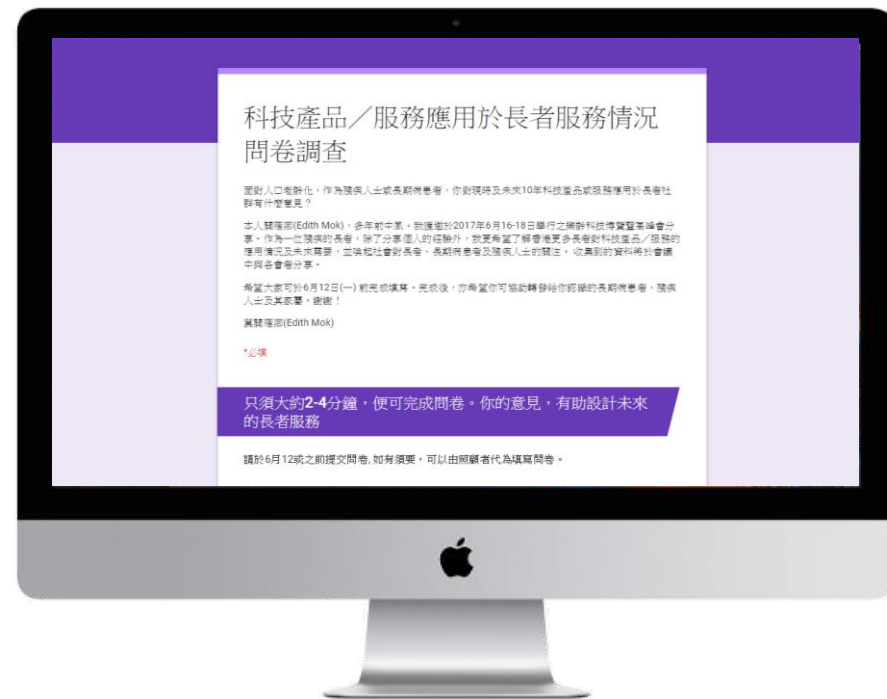 科技產品／服務應用於長者服務情況
問卷調查
面對人口老齡化，作為殘疾人士或長期病患者，你對現時及未來10年科技產品或服務應用於長者社
群有什麼意見？
(Edith Mok)，多年前中風。我獲邀於2017年6月16-18日舉行之樂齡科技博覽暨高峰會分
享。作為一位殘疾的長者，除了分享個人的經驗外，我更希望了解香港更多長者對科技產品／服務的
應用情況及未來需要，並喚起社會對長者、長期病患者及殘疾人士的關注。 收集到的資料將於會議
中與各會者分享。
希望大家可於6月12日(一) 前完成填寫。完成後，亦希望你可協助轉發給你認識的長期病患者、殘疾
人士及其家屬。謝謝！
(Edith Mok)
*必填
只須大約2-4分鐘，便可完成問卷。你的意見，有助設計未來
的長者服務
請於6月12或之前提交問卷, 如有須要，可以由照顧者代為填寫問卷。